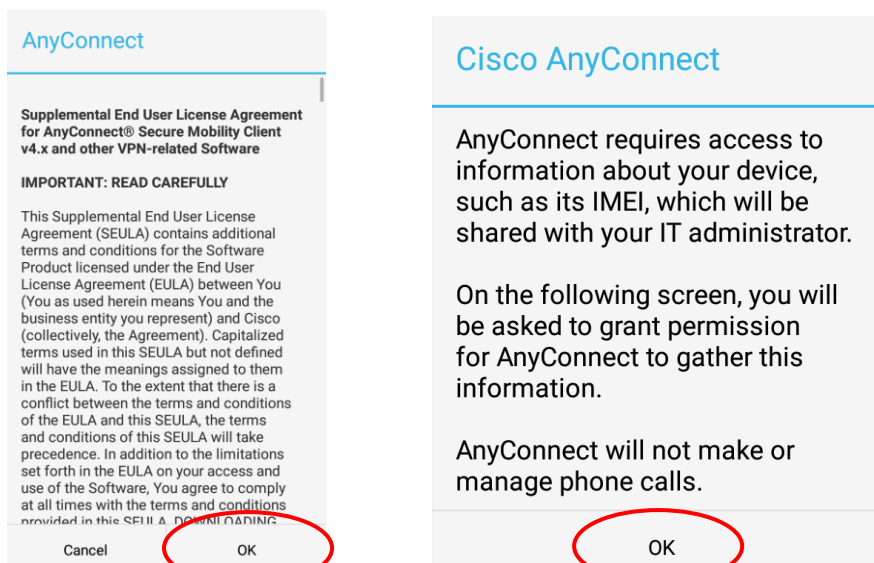 AnyConnect
Supplemental End User License Agreement
for AnyConnect® Secure Mobility Client
v4.x and other VPN-related Software
IMPORTANT: READ CAREFULLY
This Supplemental End User License
Agreement (SEULA) contains additional
terms and conditions for the Software
Product licensed under the End User
License Agreement (EULA) between You
(You as used herein means You and the
business entity you represent) and Cisco
(collectively, the Agreement). Capitalized
terms used in this SEULA but not defined
will have the meanings assigned to them
in the EULA. To the extent that there is a
conflict between the terms and conditions
of the EULA and this SEULA, the terms
and conditions of this SEULA will take
precedence. In addition to the limitations
set forth in the EULA on your access and
use of the Software, You agree to comply
at all times with the terms and conditions
provided in this SEULA. DOWNLOADING
Cancel OK
Cisco AnyConnect
AnyConnect requires access to
information about your device,
such as its IMEI, which will be
shared with your IT administrator.
On the following screen, you will
be asked to grant permission
for AnyConnect to gather this
information.
AnyConnect will not make or
manage phone calls.
OK